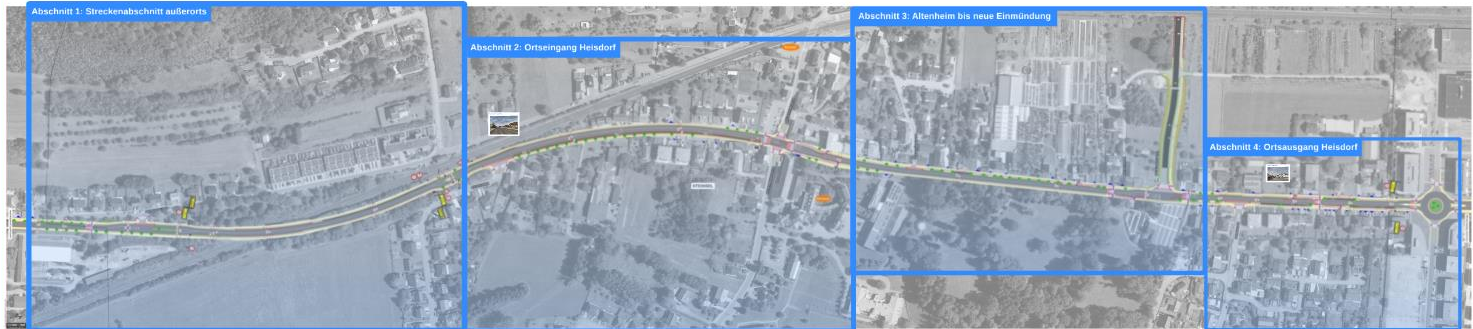 Abschnitt 1: Streckenabschnitt außerorts
Abschnitt 2: Ortseingang Heisdorf
Abschnitt 3: Altenheim bis neue Einmündung
Abschnitt 4: Ortsausgang Heisdorf